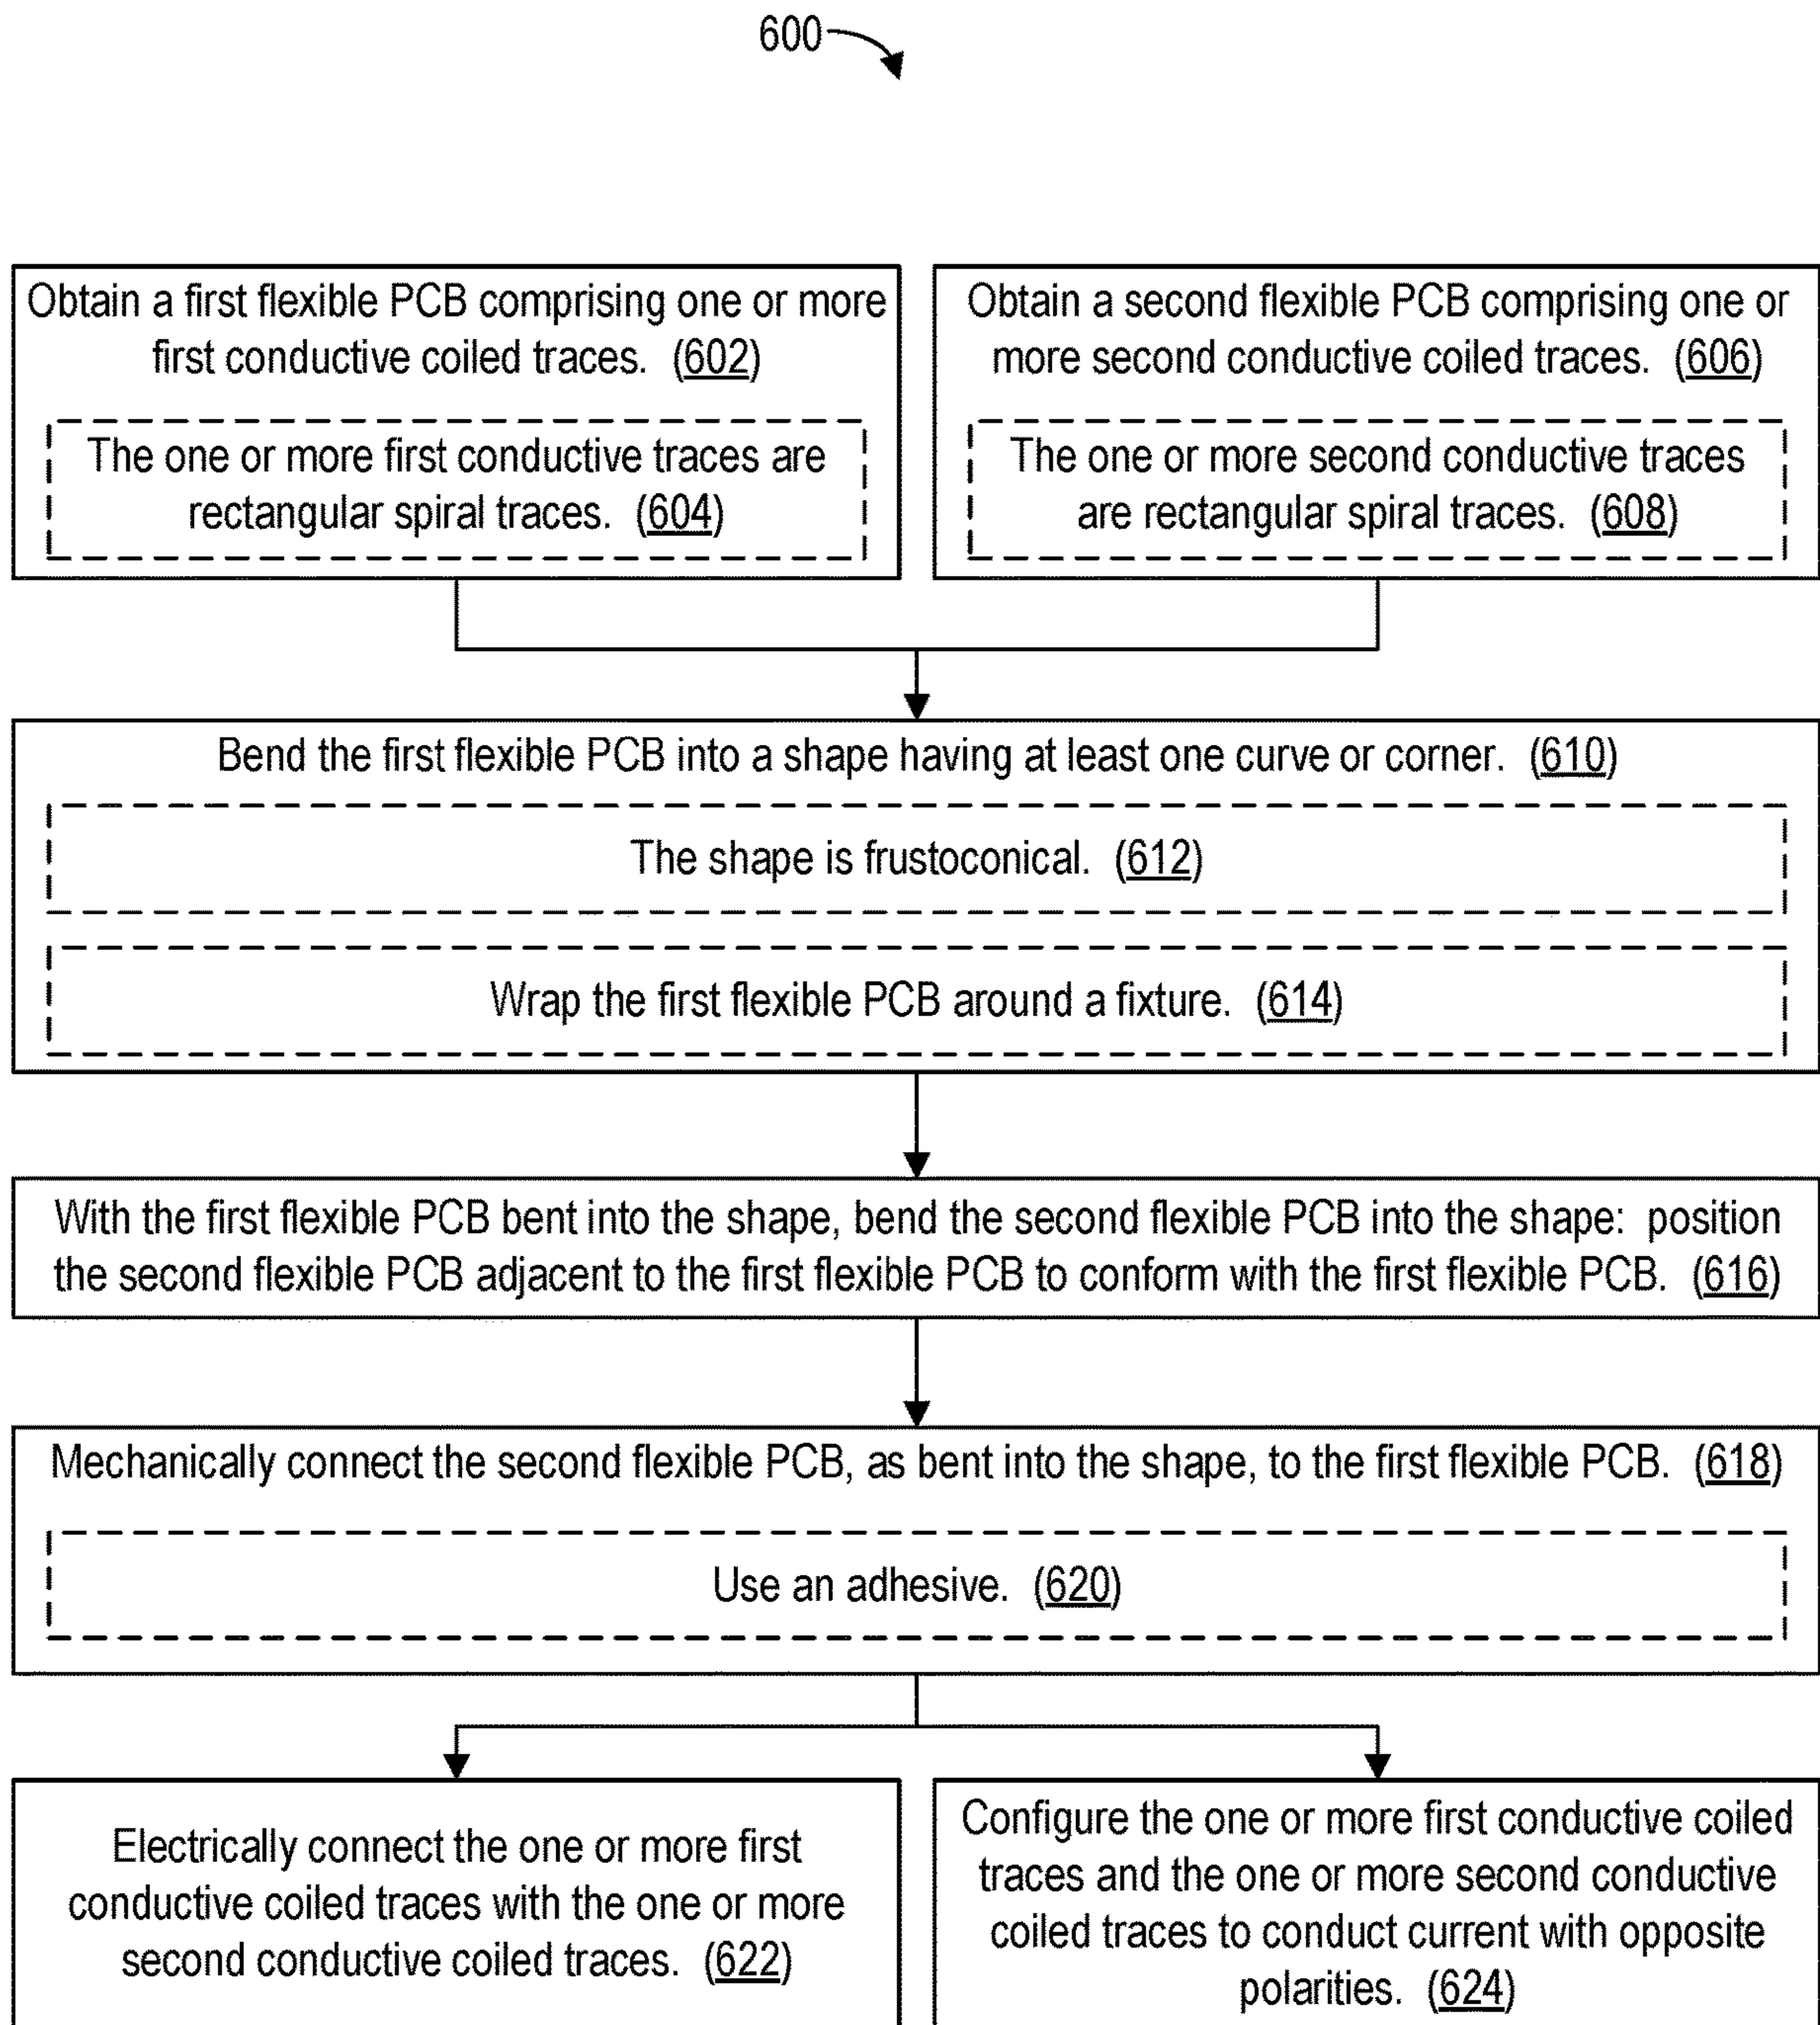 600
Obtain a first flexible PCB comprising one or more
first conductive coiled traces. (602)
The one or more first conductive traces are
rectangular spiral traces. (604)
Obtain a second flexible PCB comprising one or
more second conductive coiled traces. (606)
The one or more second conductive traces
are rectangular spiral traces. (608)
Bend the first flexible PCB into a shape having at least one curve or corner. (610)
The shape is frustoconical. (612)
Wrap the first flexible PCB around a fixture. (614)
With the first flexible PCB bent into the shape, bend the second flexible PCB into the shape: position
the second flexible PCB adjacent to the first flexible PCB to conform with the first flexible PCB. (616)
Mechanically connect the second flexible PCB, as bent into the shape, to the first flexible PCB. (618)
Use an adhesive. (620)
Electrically connect the one or more first
conductive coiled traces with the one or more
second conductive coiled traces. (622)
Configure the one or more first conductive coiled
traces and the one or more second conductive
coiled traces to conduct current with opposite
polarities. (624)